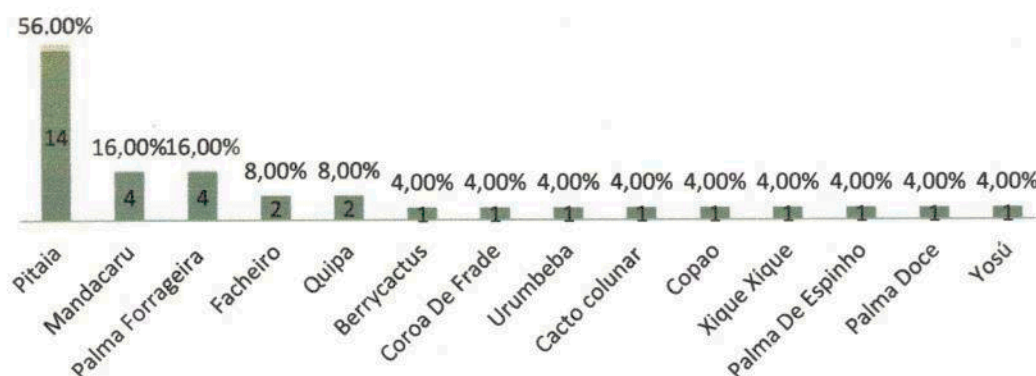 56.00%
16,00% 16,00%
8,00% 8,00%
4,00% 4,00% 4,00% 4,00% 4,00% 4,00% 4,00% 4,00% 4,00%
14 4 4 2 2 1 1 1 1 1 1 1 1 1
Pitaia
Mandacaru
Palma Forrageira
Facheiro
Quipa
Berrycactus
Coroa De Frade
Urumbeba
Cacto colunar
Copao
Xique Xique
Palma De Espinho
Palma Doce
Yosú